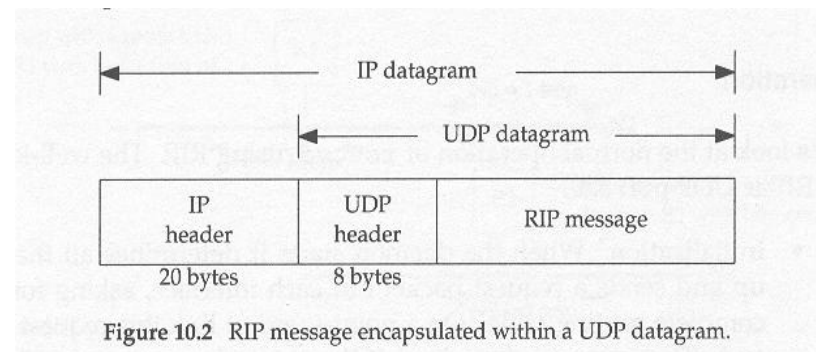 IP datagram
UDP datagram
IP header
UDP header
RIP message
20 bytes
8 bytes
Figure 10.2 RIP message encapsulated within a UDP datagram.